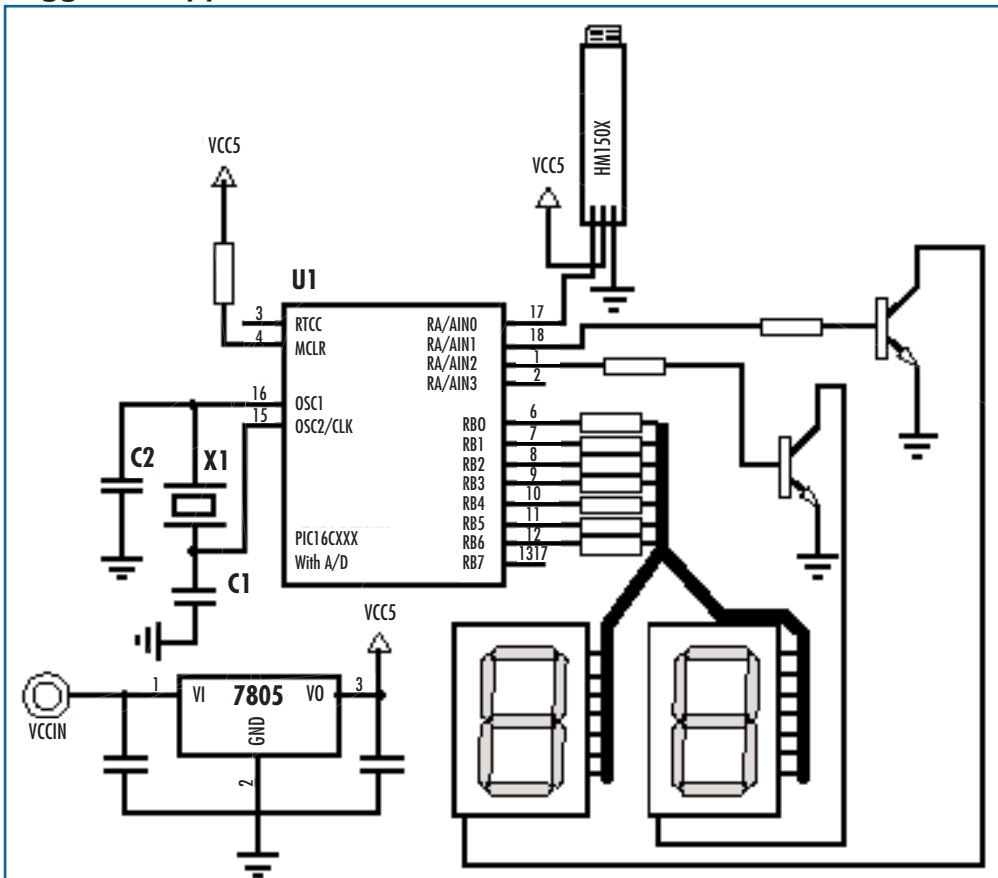 HM150X
VCC5
VCC5
U1
3
RTCC
4
MCLR
16
OSC1
15
OSC2/CLK
17
RA/AIN0
18
RA/AIN1
1
RA/AIN2
2
RA/AIN3
6
RB0
7
RB1
8
RB2
9
RB3
10
RB4
11
RB5
12
RB6
1317
RB7
PIC16CXXX
With A/D
C2
X1
C1
VCC5
VCCIN
1
VI
7805
VO
3
GND
2